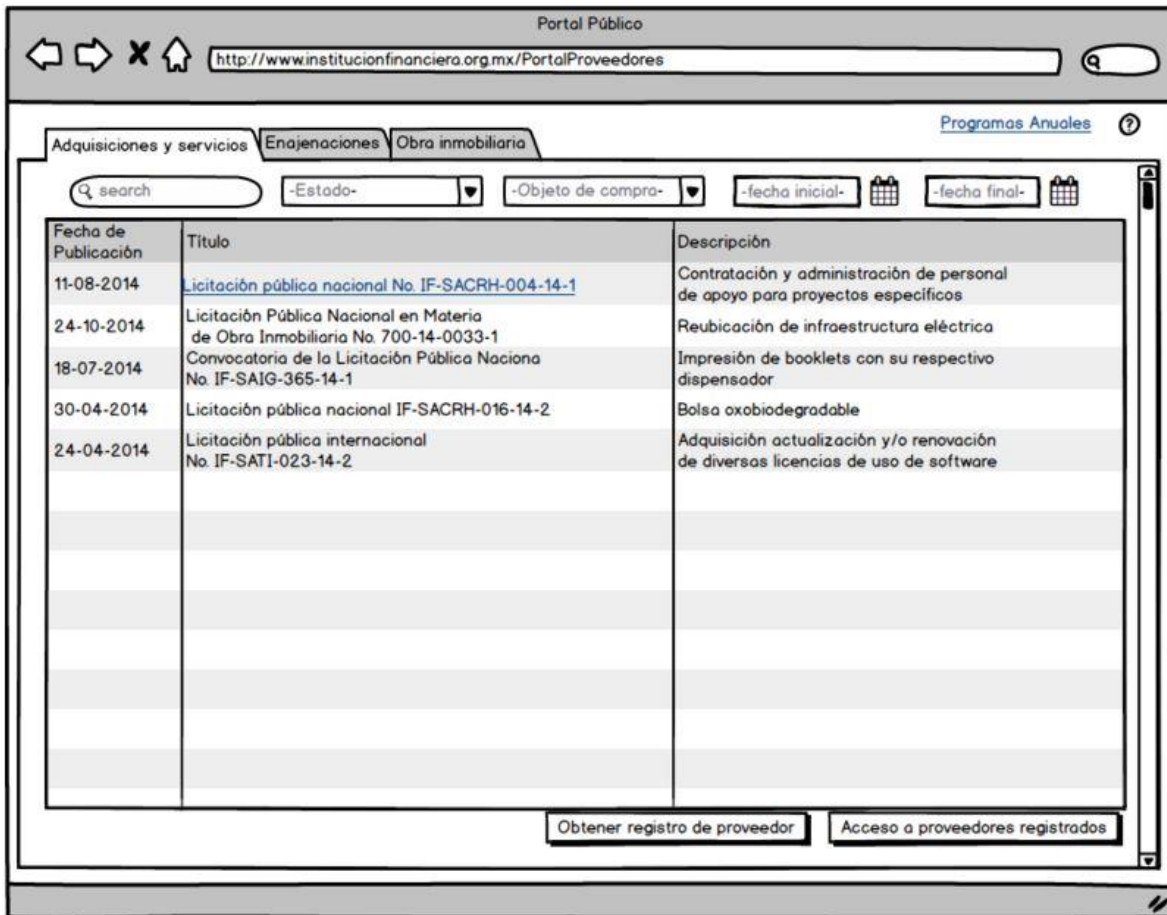 Portal Público
http://www.institucionfinanciera.org.mx/PortalProveedores
Programas Anuales ?
Adquisiciones y servicios Enajenaciones Obra inmobiliaria
search -Estado- -Objeto de compra- -fecha inicial- -fecha final-
Fecha de
Publicación
Título
Descripción
11-08-2014
Licitación pública nacional No. IF-SACRH-004-14-1
Contratación y administración de personal
de apoyo para proyectos específicos
24-10-2014
Licitación Pública Nacional en Materia
de Obra Inmobiliaria No. 700-14-0033-1
Reubicación de infraestructura eléctrica
18-07-2014
Convocatoria de la Licitación Pública Naciona
No. IF-SAIG-365-14-1
Impresión de booklets con su respectivo
dispensador
30-04-2014
Licitación pública nacional IF-SACRH-016-14-2
Bolsa oxobiodegradable
24-04-2014
Licitación pública internacional
No. IF-SATI-023-14-2
Adquisición actualización y/o renovación
de diversas licencias de uso de software
Obtener registro de proveedor Acceso a proveedores registrados